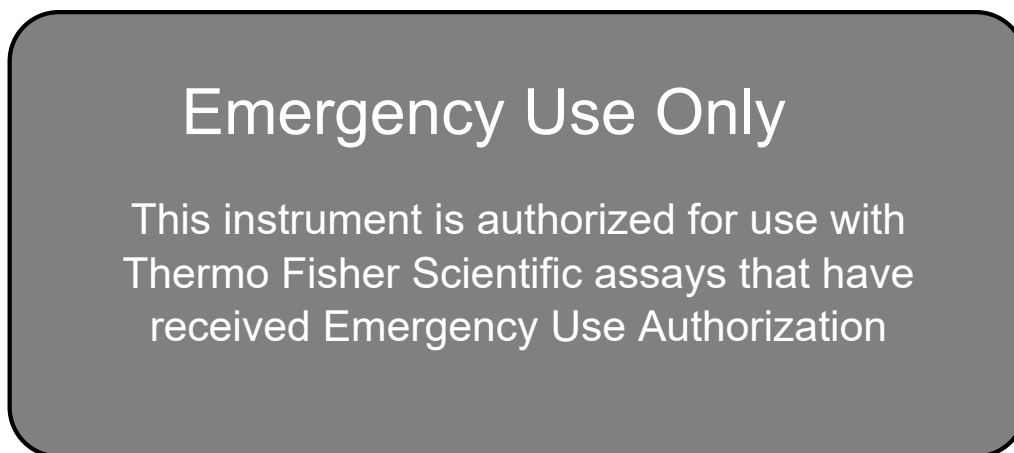 Emergency Use Only
This instrument is authorized for use with
Thermo Fisher Scientific assays that have
received Emergency Use Authorization